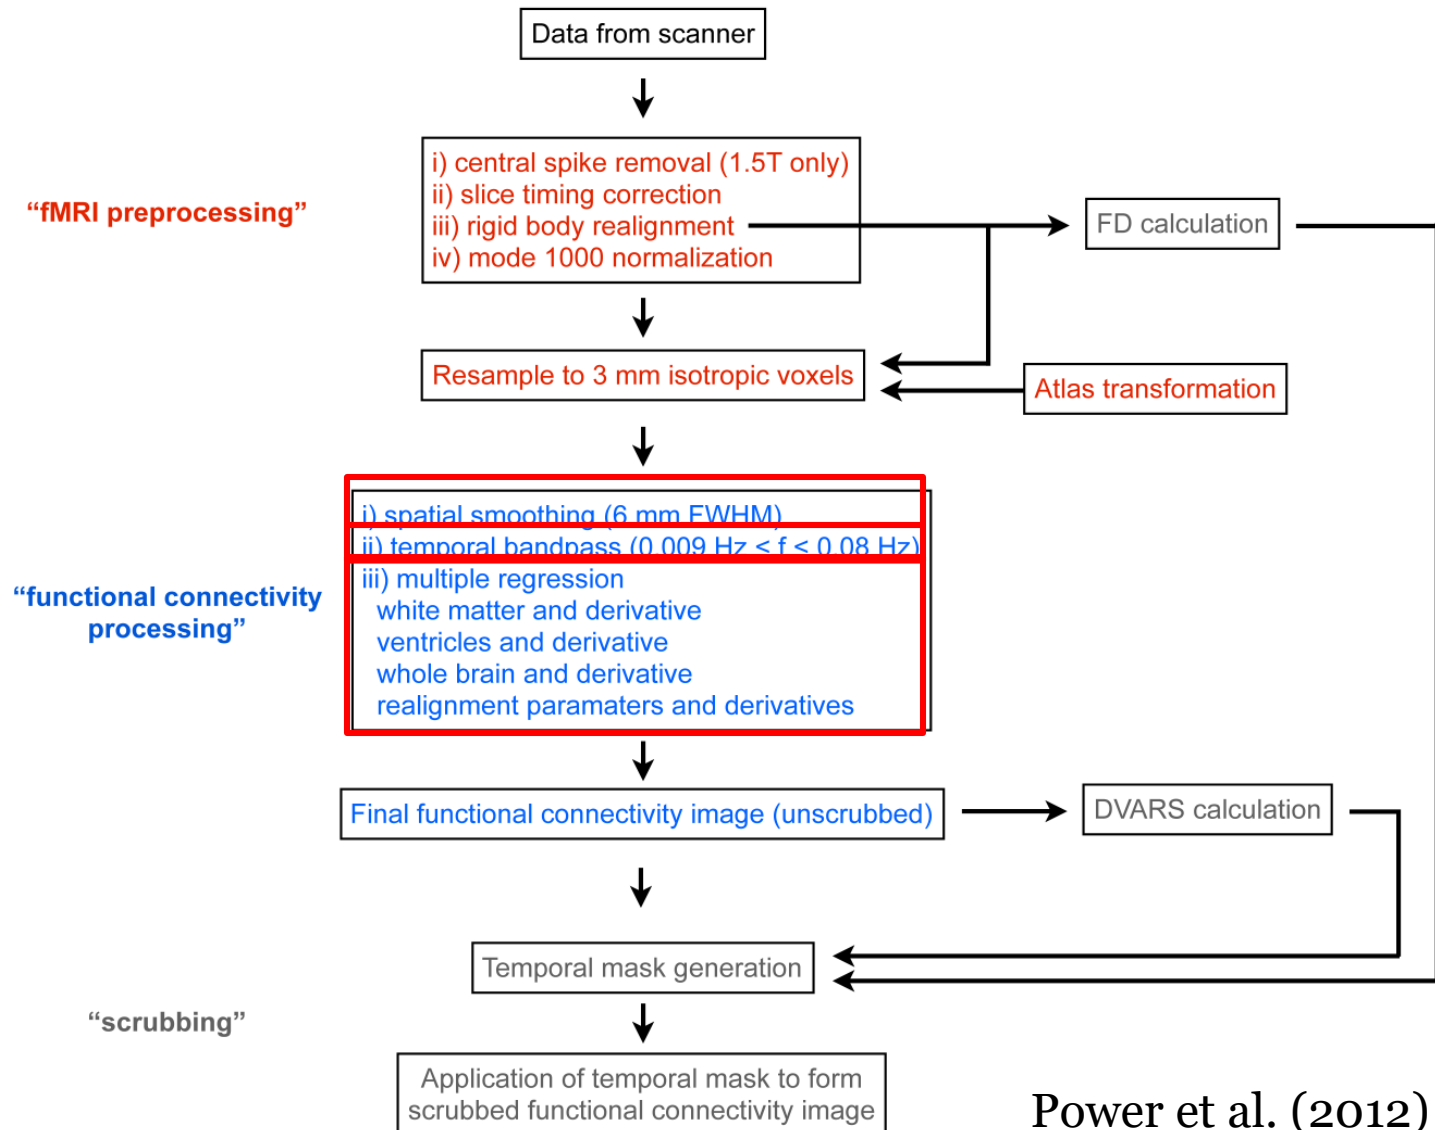 Data from scanner
“fMRI preprocessing”
i) central spike removal (1.5T only)
ii) slice timing correction
iii) rigid body realignment
iv) mode 1000 normalization
FD calculation
Resample to 3 mm isotropic voxels
Atlas transformation
“functional connectivity
processing”
i) spatial smoothing (6 mm FWHM)
ii) temporal bandpass (0.009 Hz < f < 0.08 Hz)
iii) multiple regression
white matter and derivative
ventricles and derivative
whole brain and derivative
realignment paramaters and derivatives
Final functional connectivity image (unscrubbed)
DVARS calculation
Temporal mask generation
“scrubbing”
Application of temporal mask to form
scrubbed functional connectivity image
Power et al. (2012)